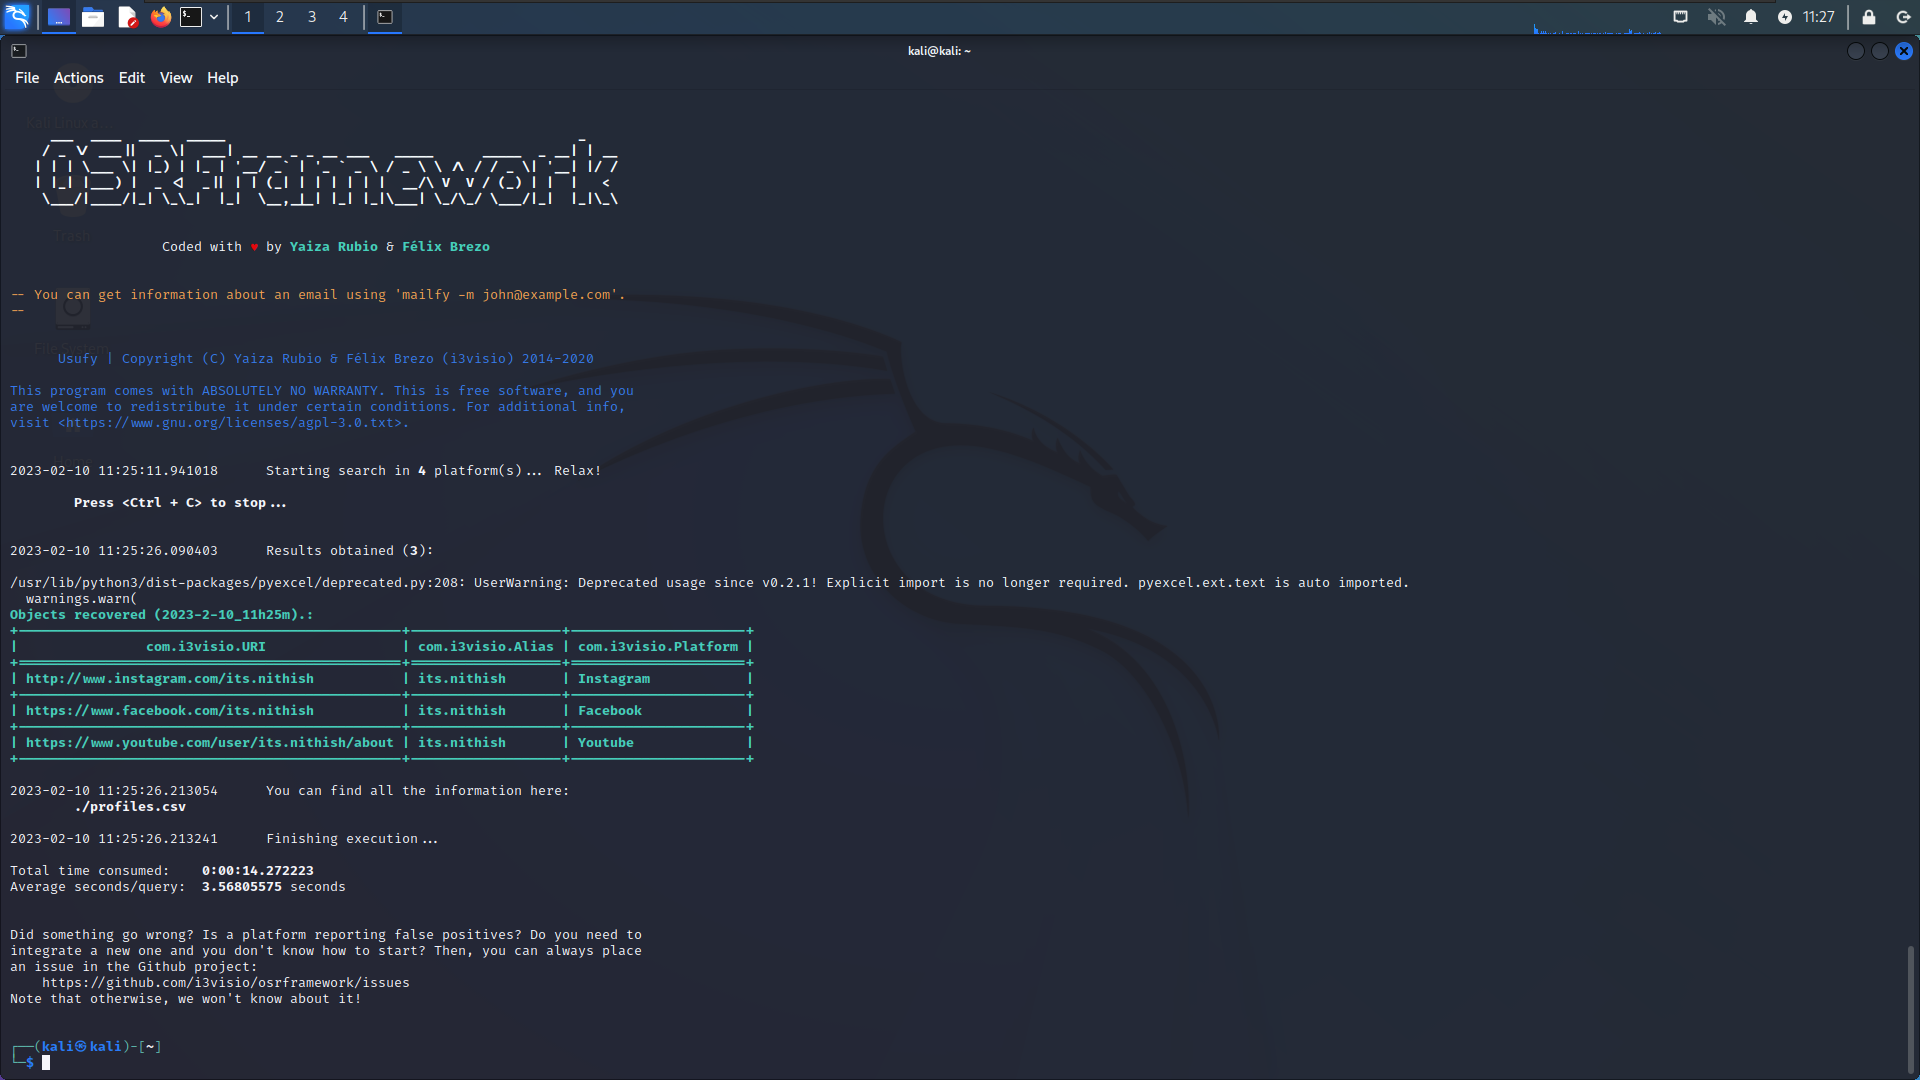 1 2 3 4 11:27
kali@kali: ~
File Actions Edit View Help
OSRFramework
Coded with ♥ by Yaiza Rubio & Félix Brezo
-- You can get information about an email using 'mailfy -m john@example.com'.
--
File System
Trash
Usufy | Copyright (C) Yaiza Rubio & Félix Brezo (i3visio) 2014-2020
This program comes with ABSOLUTELY NO WARRANTY. This is free software, and you
are welcome to redistribute it under certain conditions. For additional info,
visit <https://www.gnu.org/licenses/agpl-3.0.txt>.
Home
2023-02-10 11:25:11.941018 Starting search in 4 platform(s)... Relax!
Press <Ctrl + C> to stop...
2023-02-10 11:25:26.090403 Results obtained (3):
/usr/lib/python3/dist-packages/pyexcel/deprecated.py:208: UserWarning: Deprecated usage since v0.2.1! Explicit import is no longer required. pyexcel.ext.text is auto imported.
warnings.warn(
Objects recovered (2023-2-10_11h25m).:
| com.i3visio.URI | com.i3visio.Alias | com.i3visio.Platform |
| http://www.instagram.com/its.nithish | its.nithish | Instagram |
| https://www.facebook.com/its.nithish | its.nithish | Facebook |
| https://www.youtube.com/user/its.nithish/about | its.nithish | Youtube |
2023-02-10 11:25:26.213054 You can find all the information here:
./profiles.csv
2023-02-10 11:25:26.213241 Finishing execution...
Total time consumed: 0:00:14.272223
Average seconds/query: 3.56805575 seconds
Did something go wrong? Is a platform reporting false positives? Do you need to
integrate a new one and you don't know how to start? Then, you can always place
an issue in the Github project:
https://github.com/i3visio/osrframework/issues
Note that otherwise, we won't know about it!
┌──(kali㉿kali)-[~]
└─$